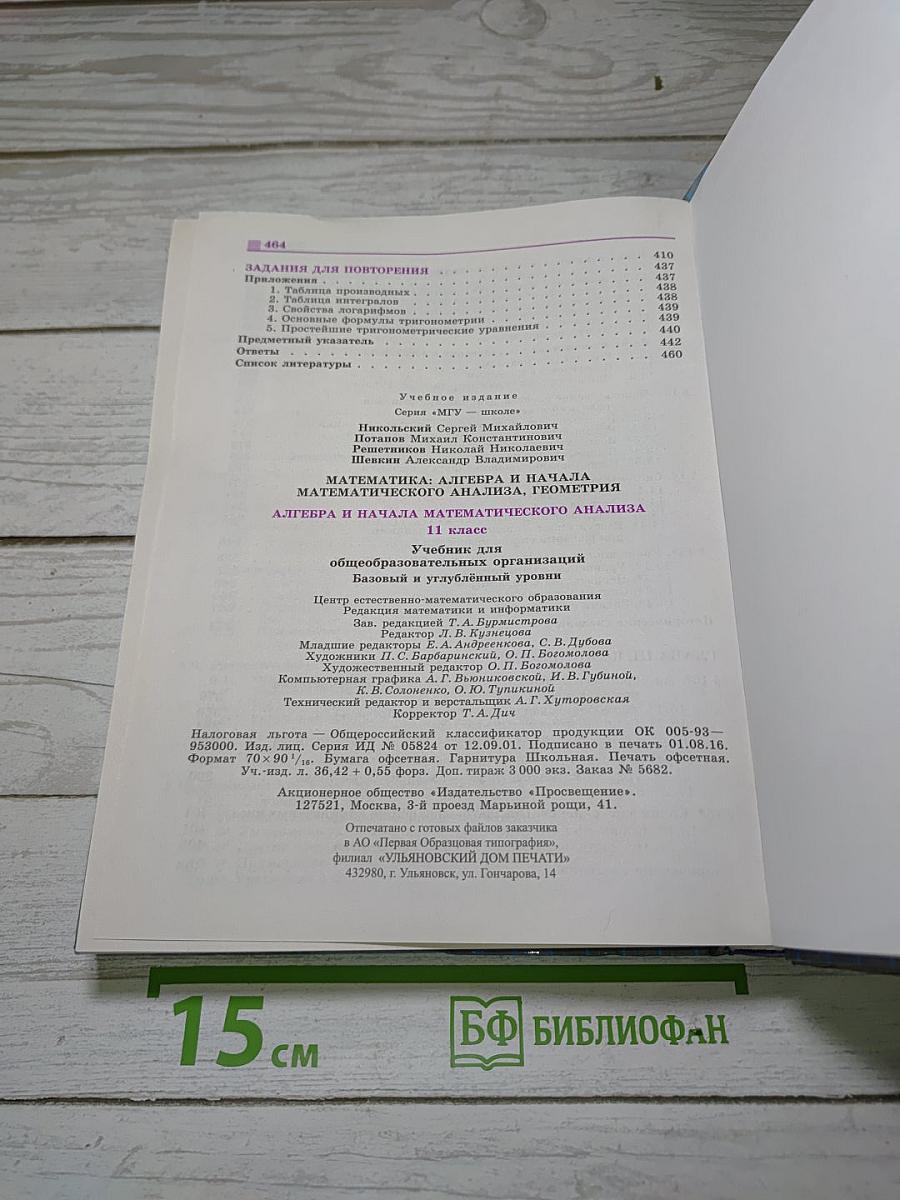 464
ЗАДАНИЯ ДЛЯ ПОВТОРЕНИЯ . . . . . . . . . . . . . . . . 410
Приложения . . . . . . . . . . . . . . . . . . . . . . 437
1. Таблица производных . . . . . . . . . . . . . . . . 437
2. Таблица интегралов . . . . . . . . . . . . . . . . 438
3. Свойства логарифмов . . . . . . . . . . . . . . . . 438
4. Основные формулы тригонометрии . . . . . . . . . . 439
5. Простейшие тригонометрические уравнения . . . . . . 439
Предметный указатель . . . . . . . . . . . . . . . . . 440
Ответы . . . . . . . . . . . . . . . . . . . . . . . . 442
Список литературы . . . . . . . . . . . . . . . . . . 460
Учебное издание
Серия «МГУ — школе»
Никольский Сергей Михайлович
Потапов Михаил Константинович
Решетников Николай Николаевич
Шевкин Александр Владимирович
МАТЕМАТИКА: АЛГЕБРА И НАЧАЛА
МАТЕМАТИЧЕСКОГО АНАЛИЗА, ГЕОМЕТРИЯ
АЛГЕБРА И НАЧАЛА МАТЕМАТИЧЕСКОГО АНАЛИЗА
11 класс
Учебник для
общеобразовательных организаций
Базовый и углублённый уровни
Центр естественно-математического образования
Редакция математики и информатики
Зав. редакцией Т. А. Бурмистрова
Редактор Л. В. Кузнецова
Младшие редакторы Е. А. Андреенкова, С. В. Дубова
Художники П. С. Барбаринский, О. П. Богомолова
Художественный редактор О. П. Богомолова
Компьютерная графика А. Г. Вьюниковской, И. В. Губиной,
К. В. Солоненко, О. Ю. Тупикиной
Технический редактор и верстальщик А. Г. Хуторовская
Корректор Т. А. Дич
Налоговая льгота — Общероссийский классификатор продукции ОК 005-93—
953000. Изд. лиц. Серия ИД № 05824 от 12.09.01. Подписано в печать 01.08.16.
Формат 70×90 1/16. Бумага офсетная. Гарнитура Школьная. Печать офсетная.
Уч.-изд. л. 36,42 + 0,55 форз. Доп. тираж 3 000 экз. Заказ № 5682.
Акционерное общество «Издательство «Просвещение».
127521, Москва, 3-й проезд Марьиной рощи, 41.
Отпечатано с готовых файлов заказчика
в АО «Первая Образцовая типография»,
филиал «УЛЬЯНОВСКИЙ ДОМ ПЕЧАТИ»
432980, г. Ульяновск, ул. Гончарова, 14
15 см
БФ БИБЛИОФАН